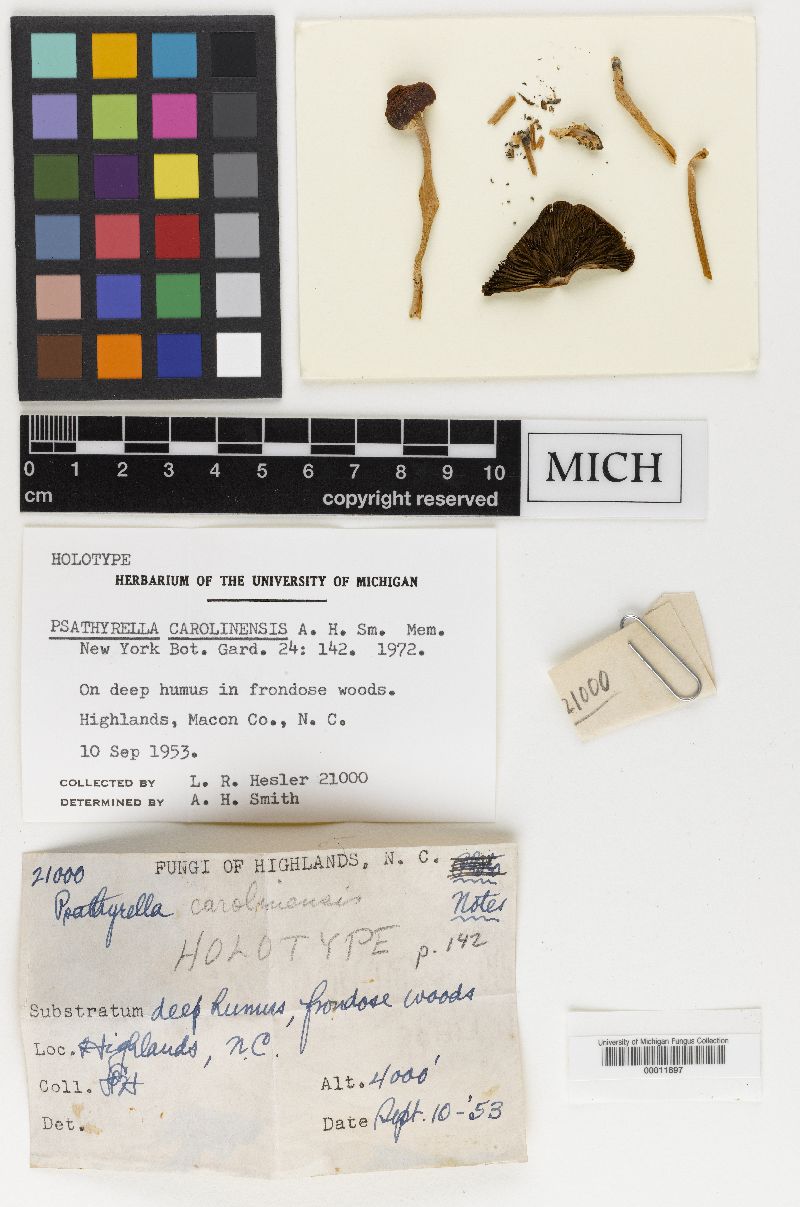 0 1 2 3 4 5 6 7 8 9 10
cm
copyright reserved
MICH
HOLOTYPE
HERBARIUM OF THE UNIVERSITY OF MICHIGAN
PSATHYRELLA CAROLINENSIS A. H. Sm. Mem.
New York Bot. Gard. 24: 142. 1972.
On deep humus in frondose woods.
Highlands, Macon Co., N. C.
10 Sep 1953.
COLLECTED BY L. R. Hesler 21000
DETERMINED BY A. H. Smith
21000
FUNGI OF HIGHLANDS, N. C.
21000
Psathyrella carolinensis
Notes
HOLOTYPE p. 142
Substratum deep humus, frondose woods
Loc. Highlands, N.C.
Coll.
Alt. 4000'
Det.
Date Sept. 10-'53
University of Michigan Fungus Collection
00011697